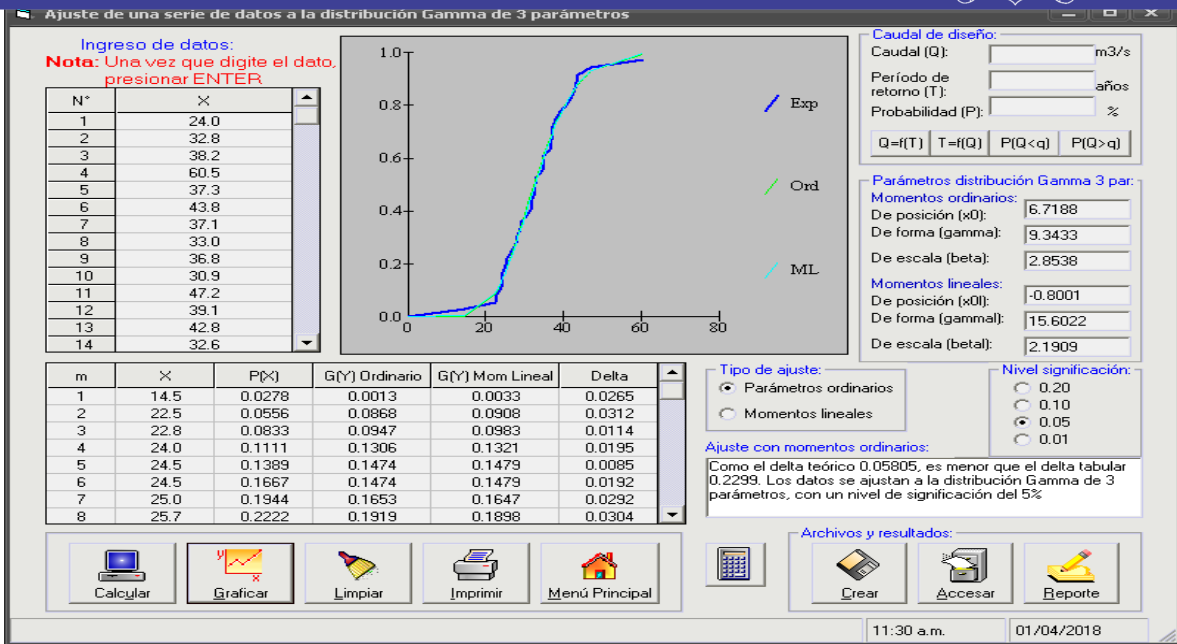 Ajuste de una serie de datos a la distribución Gamma de 3 parámetros
Ingreso de datos:
Nota: Una vez que digite el dato,
presionar ENTER
N° X
1 24.0
2 32.8
3 38.2
4 60.5
5 37.3
6 43.8
7 37.1
8 33.0
9 36.8
10 30.9
11 47.2
12 39.1
13 42.8
14 32.6
1.0
0.8
0.6
0.4
0.2
0.0
0 20 40 60 80
Exp
Ord
ML
Caudal de diseño:
Caudal (Q): m3/s
Período de
retorno (T): años
Probabilidad (P): %
Q=f(T) T=f(Q) P(Q<q) P(Q>q)
Parámetros distribución Gamma 3 par:
Momentos ordinarios:
De posición (x0): 6.7188
De forma (gamma): 9.3433
De escala (beta): 2.8538
Momentos lineales:
De posición (x0l): -0.8001
De forma (gammal): 15.6022
De escala (betal): 2.1909
m X P(X) G(Y) Ordinario G(Y) Mom Lineal Delta
1 14.5 0.0278 0.0013 0.0033 0.0265
2 22.5 0.0556 0.0868 0.0908 0.0312
3 22.8 0.0833 0.0947 0.0983 0.0114
4 24.0 0.1111 0.1306 0.1321 0.0195
5 24.5 0.1389 0.1474 0.1479 0.0085
6 24.5 0.1667 0.1474 0.1479 0.0192
7 25.0 0.1944 0.1653 0.1647 0.0292
8 25.7 0.2222 0.1919 0.1898 0.0304
Tipo de ajuste:
Parámetros ordinarios
Momentos lineales
Nivel significación:
0.20
0.10
0.05
0.01
Ajuste con momentos ordinarios:
Como el delta teórico 0.05805, es menor que el delta tabular
0.2299. Los datos se ajustan a la distribución Gamma de 3
parámetros, con un nivel de significación del 5%
Calcular Graficar Limpiar Imprimir Menú Principal
Archivos y resultados:
Crear Accesar Reporte
11:30 a.m. 01/04/2018